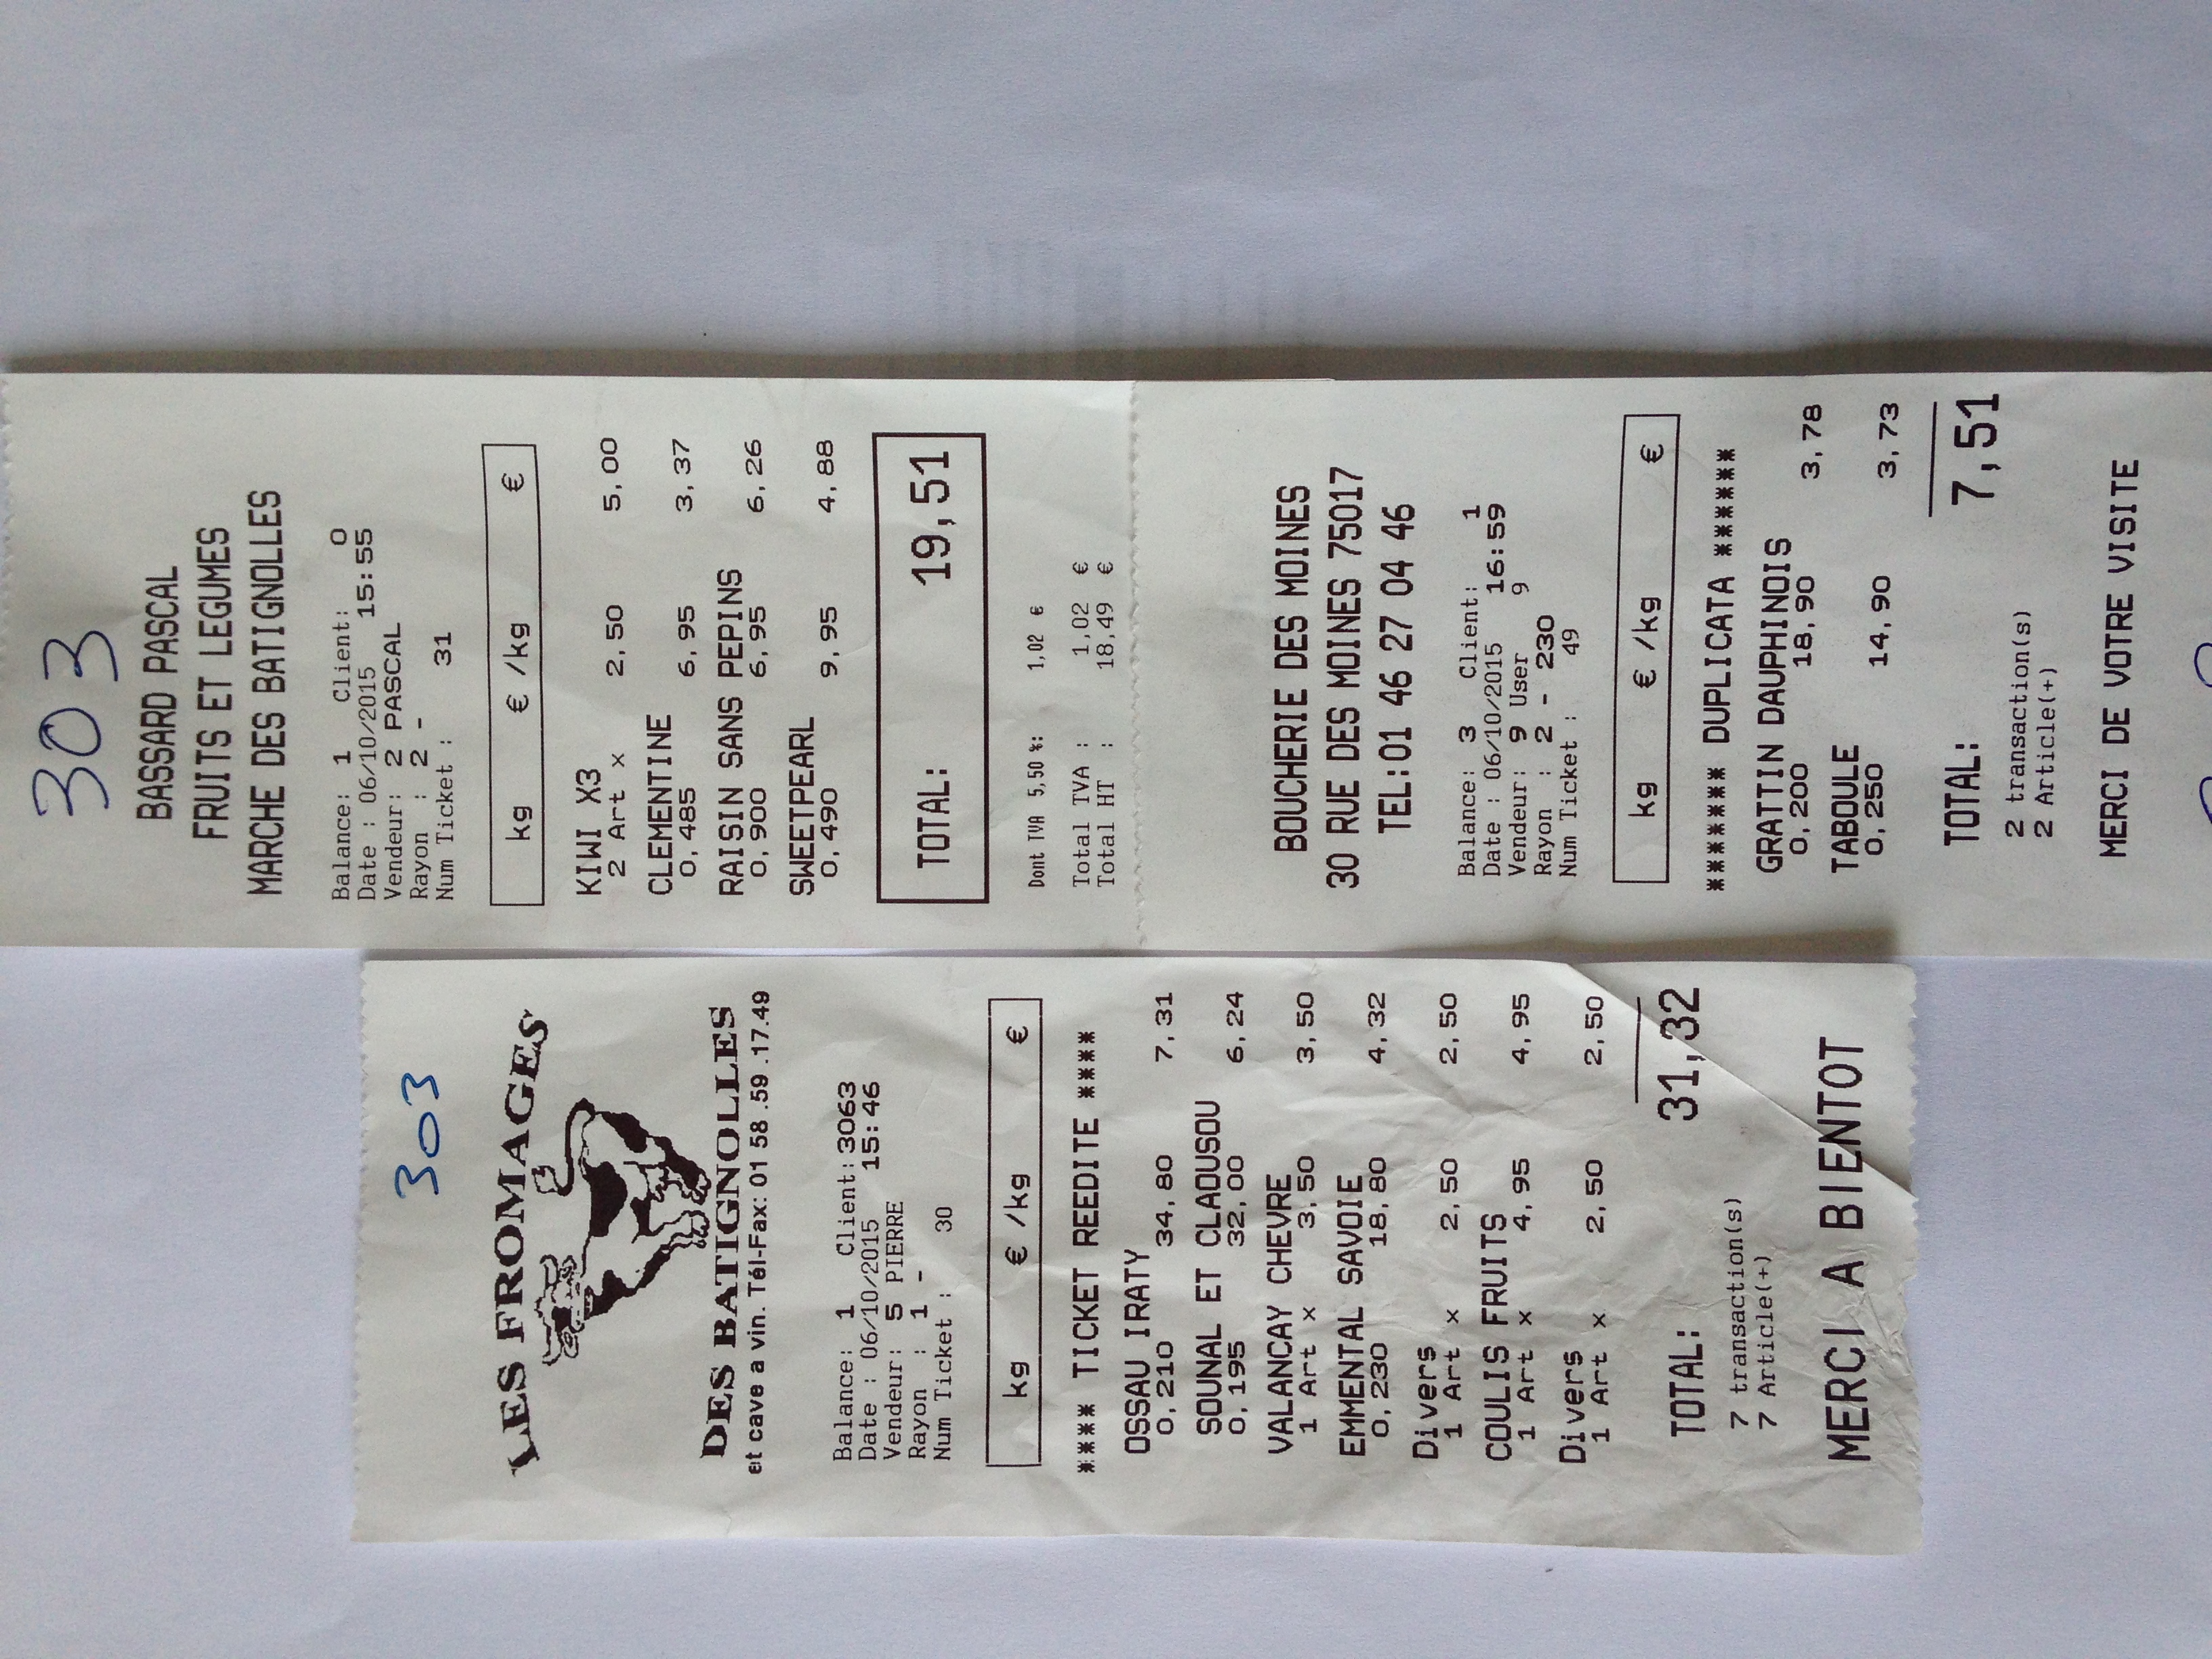 303
LES FROMAGES
DES BATIGNOLLES
et cave a vin. Tél-Fax: 01 58 .59 .17.49
Balance: 1 Client: 3063
Date : 06/10/2015 15:46
Vendeur: 5 PIERRE
Rayon : 1 -
Num Ticket : 30
kg € /kg €
**** TICKET REEDITE ****
OSSAU IRATY
0,210 34,80 7,31
SOUNAL ET CLAOUSOU
0,195 32,00 6,24
VALANCAY CHEVRE
1 Art x 3,50 3,50
EMMENTAL SAVOIE
0,230 18,80 4,32
Divers
1 Art x 2,50 2,50
COULIS FRUITS
1 Art x 4,95 4,95
Divers
1 Art x 2,50 2,50
TOTAL: 31,32
7 transaction(s)
7 Article(+)
MERCI A BIENTOT
303
BASSARD PASCAL
FRUITS ET LEGUMES
MARCHE DES BATIGNOLLES
Balance: 1 Client: 0
Date : 06/10/2015 15:55
Vendeur: 2 PASCAL
Rayon : 2 -
Num Ticket : 31
kg € /kg €
KIWI X3
2 Art x 2,50 5,00
CLEMENTINE
0,485 6,95 3,37
RAISIN SANS PEPINS
0,900 6,95 6,26
SWEETPEARL
0,490 9,95 4,88
TOTAL: 19,51
Dont TVA 5,50 %: 1,02 €
Total TVA : 1,02 €
Total HT : 18,49 €
BOUCHERIE DES MOINES
30 RUE DES MOINES 75017
TEL:01 46 27 04 46
Balance: 3 Client: 1
Date : 06/10/2015 16:59
Vendeur: 9 User 9
Rayon : 2 - 230
Num Ticket : 49
kg € /kg €
******* DUPLICATA ******
GRATTIN DAUPHINOIS
0,200 18,90 3,78
TABOULE
0,250 14,90 3,73
TOTAL: 7,51
2 transaction(s)
2 Article(+)
MERCI DE VOTRE VISITE